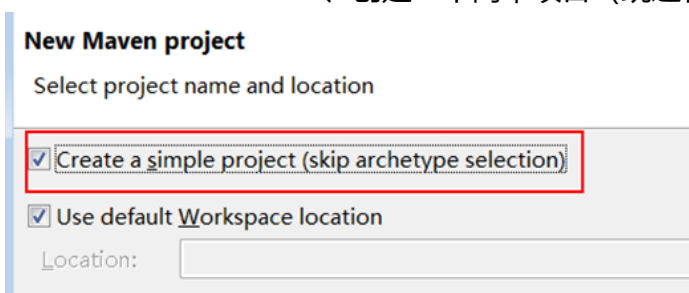 New Maven project
Select project name and location
Create a simple project (skip archetype selection)
Use default Workspace location
Location: